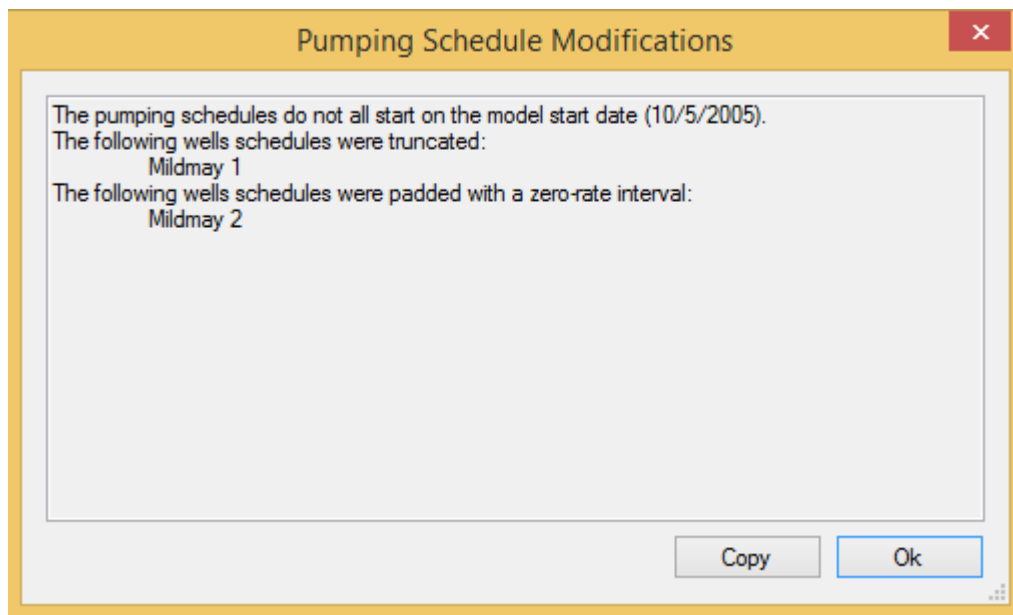 Pumping Schedule Modifications
The pumping schedules do not all start on the model start date (10/5/2005).
The following wells schedules were truncated:
Mildmay 1
The following wells schedules were padded with a zero-rate interval:
Mildmay 2
Copy Ok